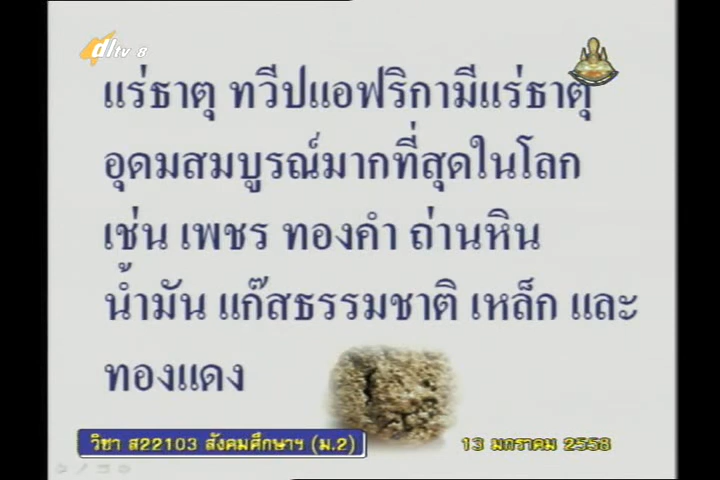 dltv 8
แร่ธาตุ ทวีปแอฟริกามีแร่ธาตุ
อุดมสมบูรณ์มากที่สุดในโลก
เช่น เพชร ทองคำ ถ่านหิน
น้ำมัน แก๊สธรรมชาติ เหล็ก และ
ทองแดง
วิชา ส22103 สังคมศึกษาฯ (ม.2) 13 มกราคม 2558